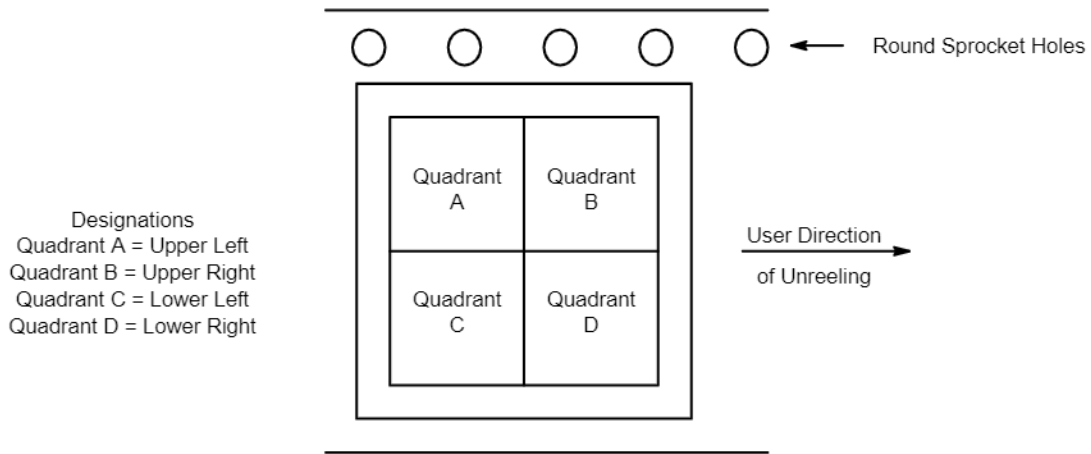 Round Sprocket Holes
Quadrant
A
Quadrant
B
Designations
Quadrant A = Upper Left
Quadrant B = Upper Right
Quadrant C = Lower Left
Quadrant D = Lower Right
User Direction
of Unreeling
Quadrant
C
Quadrant
D